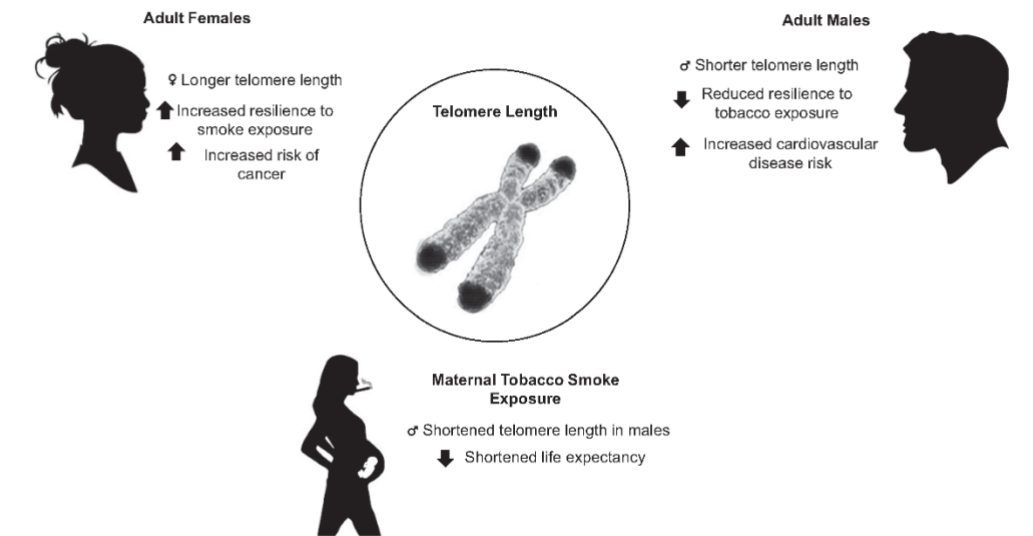 Adult Females
♀ Longer telomere length
Increased resilience to
smoke exposure
Increased risk of
cancer
Telomere Length
Adult Males
♂ Shorter telomere length
Reduced resilience to
tobacco exposure
Increased cardiovascular
disease risk
Maternal Tobacco Smoke
Exposure
♂ Shortened telomere length in males
Shortened life expectancy